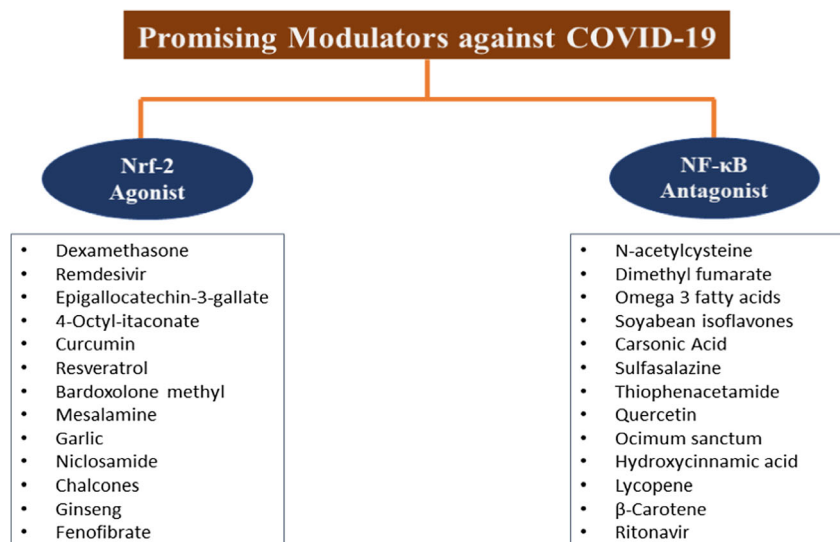 Promising Modulators against COVID-19
Nrf-2
Agonist
• Dexamethasone
• Remdesivir
• Epigallocatechin-3-gallate
• 4-Octyl-itaconate
• Curcumin
• Resveratrol
• Bardoxolone methyl
• Mesalamine
• Garlic
• Niclosamide
• Chalcones
• Ginseng
• Fenofibrate
NF-κB
Antagonist
• N-acetylcysteine
• Dimethyl fumarate
• Omega 3 fatty acids
• Soyabean isoflavones
• Carsonic Acid
• Sulfasalazine
• Thiophenacetamide
• Quercetin
• Ocimum sanctum
• Hydroxycinnamic acid
• Lycopene
• β-Carotene
• Ritonavir